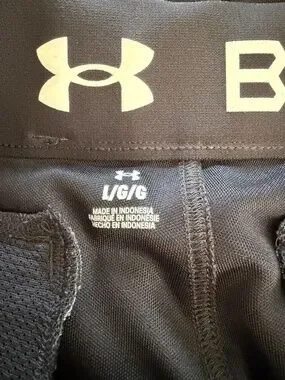 B
L/G/G
MADE IN INDONESIA
FABRIQUÉ EN INDONÉSIE
HECHO EN INDONESIA